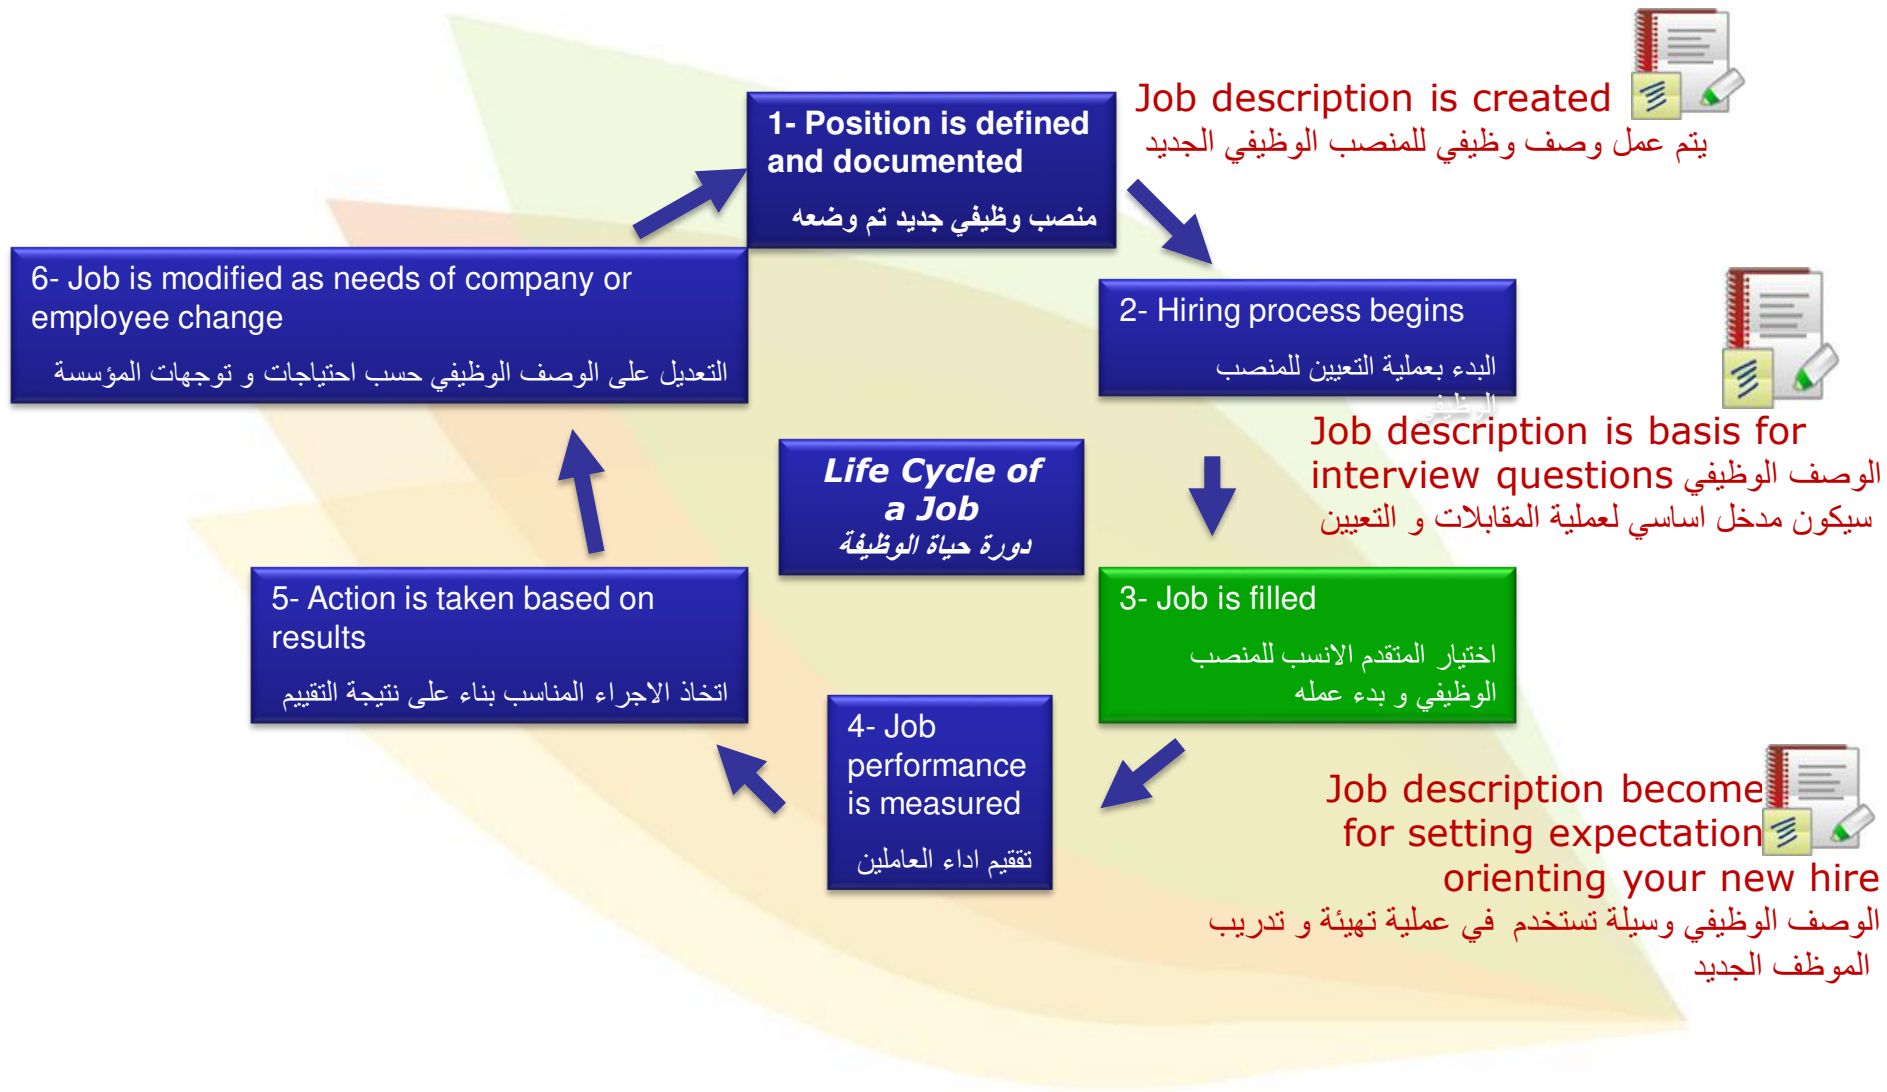 1- Position is defined
and documented
منصب وظيفي جديد تم وضعه
Job description is created
يتم عمل وصف وظيفي للمنصب الوظيفي الجديد
2- Hiring process begins
البدء بعملية التعيين للمنصب
الوظيفي
Job description is basis for
interview questions الوصف الوظيفي
سيكون مدخل اساسي لعملية المقابلات و التعيين
3- Job is filled
اختيار المتقدم الانسب للمنصب
الوظيفي و بدء عمله
Job description become
for setting expectation
orienting your new hire
الوصف الوظيفي وسيلة تستخدم في عملية تهيئة و تدريب
الموظف الجديد
4- Job
performance
is measured
تققيم اداء العاملين
5- Action is taken based on
results
اتخاذ الاجراء المناسب بناء على نتيجة التقييم
6- Job is modified as needs of company or
employee change
التعديل على الوصف الوظيفي حسب احتياجات و توجهات المؤسسة
Life Cycle of
a Job
دورة حياة الوظيفة